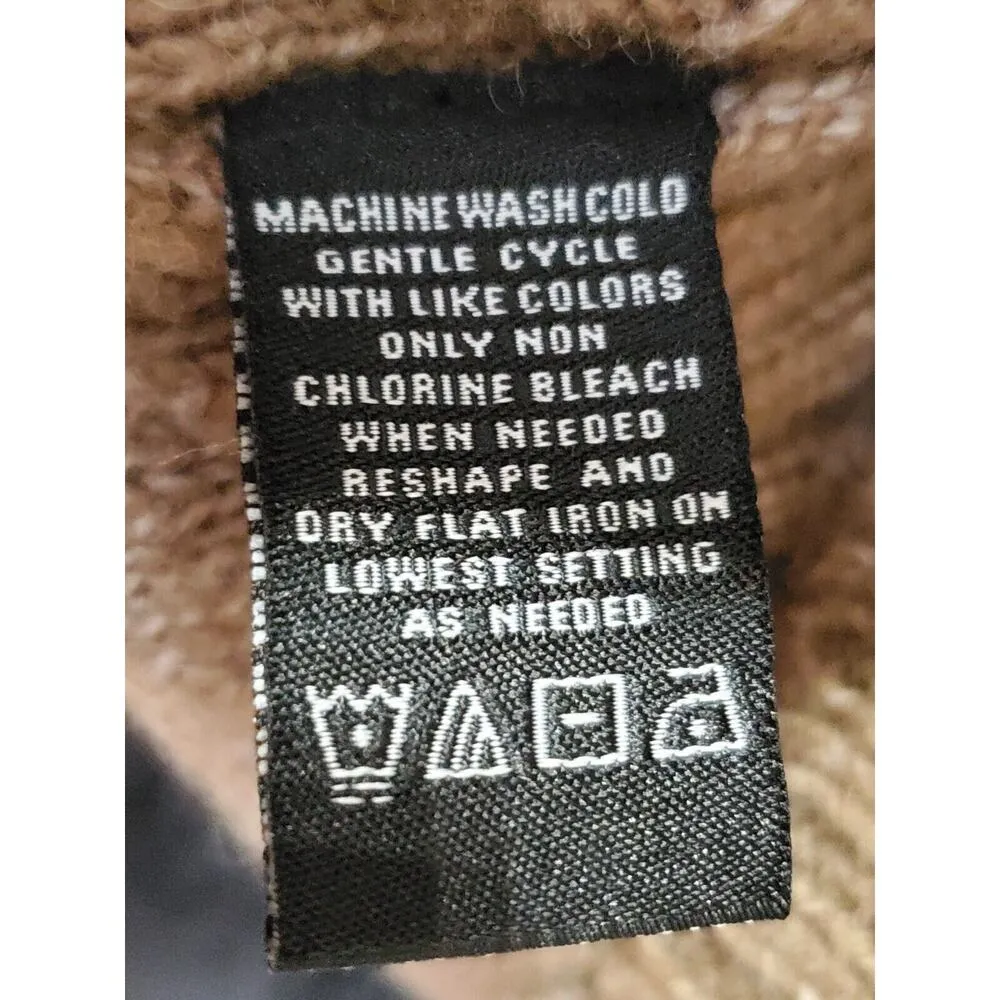 MACHINE WASH COLD
GENTLE CYCLE
WITH LIKE COLORS
ONLY NON
CHLORINE BLEACH
WHEN NEEDED
RESHAPE AND
DRY FLAT IRON ON
LOWEST SETTING
AS NEEDED